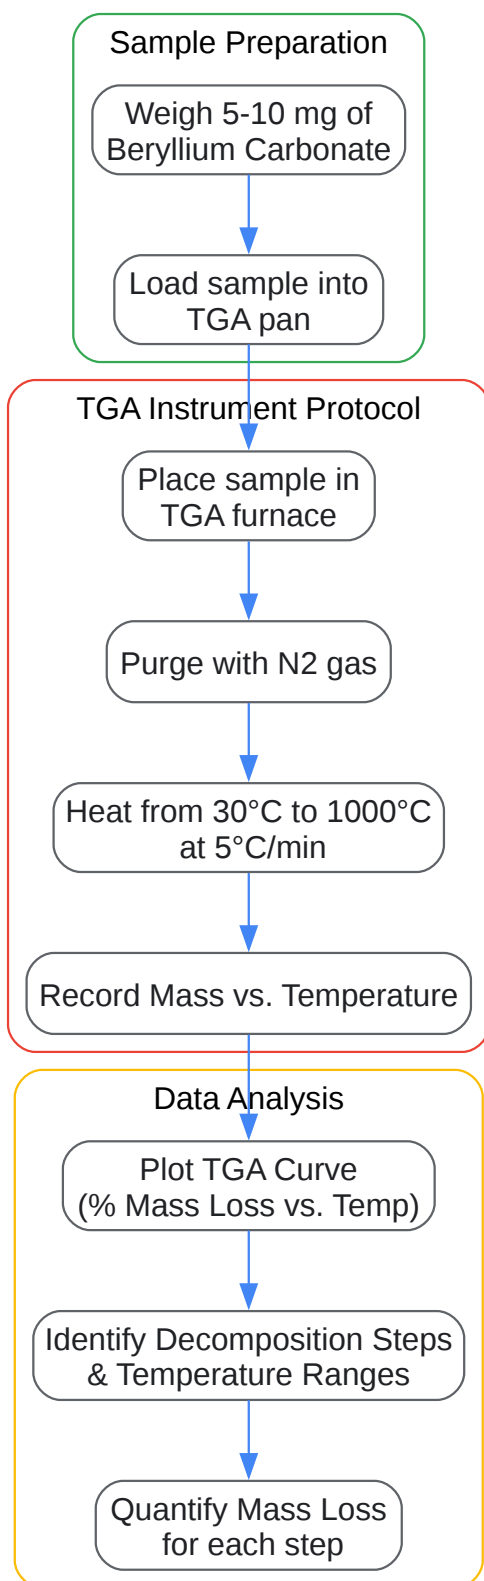 Sample Preparation
Weigh 5-10 mg of
Beryllium Carbonate
Load sample into
TGA pan
TGA Instrument Protocol
Place sample in
TGA furnace
Purge with N2 gas
Heat from 30°C to 1000°C
at 5°C/min
Record Mass vs. Temperature
Data Analysis
Plot TGA Curve
(% Mass Loss vs. Temp)
Identify Decomposition Steps
& Temperature Ranges
Quantify Mass Loss
for each step